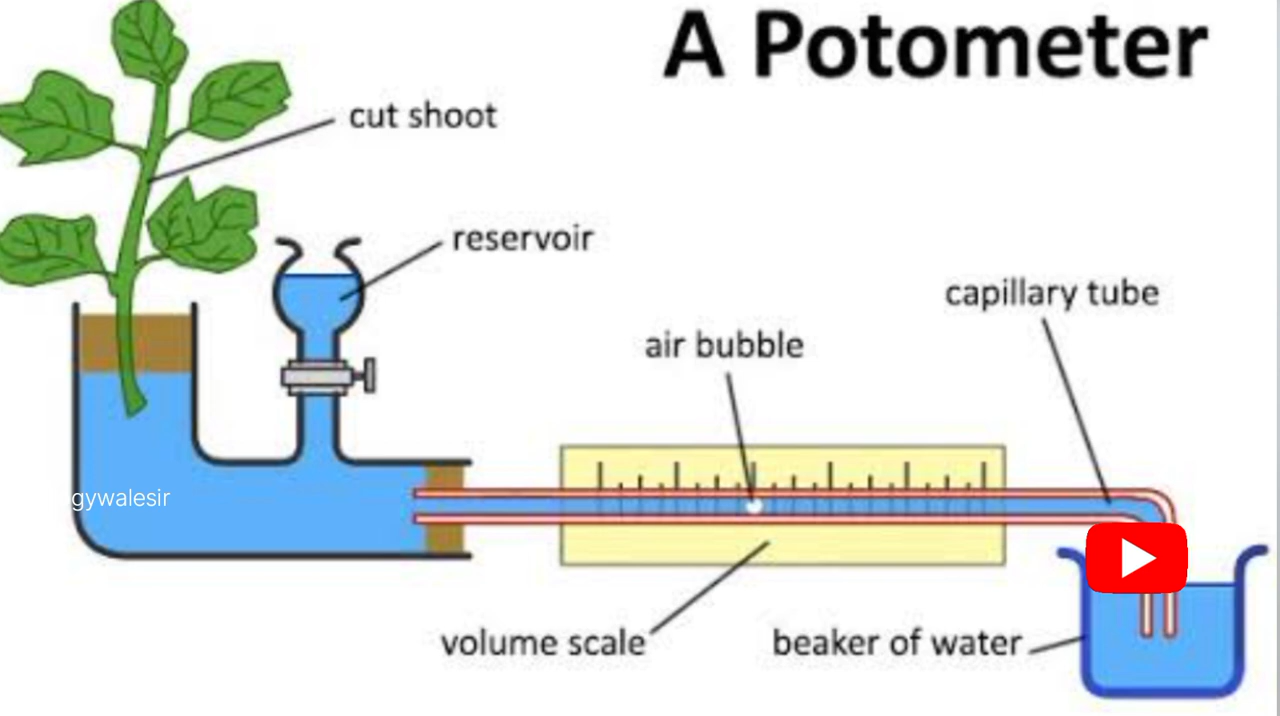 A Potometer
cut shoot
reservoir
capillary tube
air bubble
gywalesir
volume scale
beaker of water